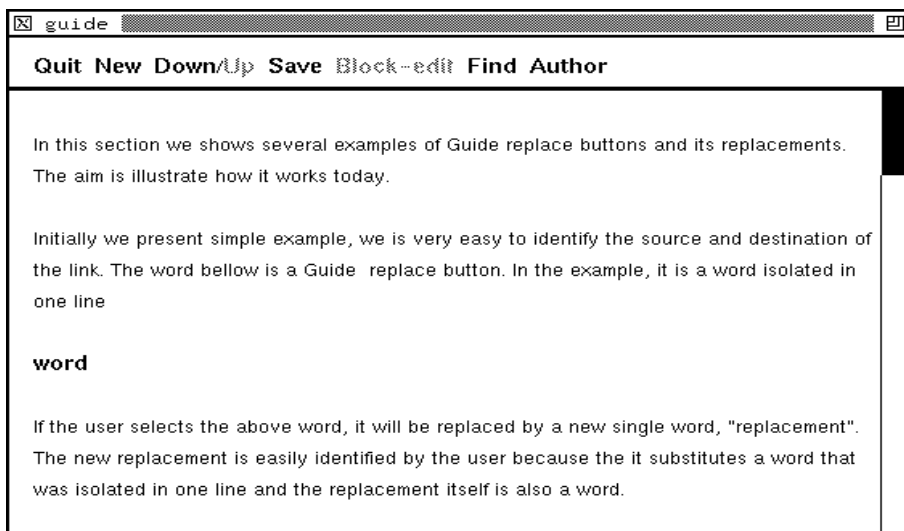 guide
Quit New Down/Up Save Block-edit Find Author
In this section we shows several examples of Guide replace buttons and its replacements.
The aim is illustrate how it works today.
Initially we present simple example, we is very easy to identify the source and destination of
the link. The word bellow is a Guide replace button. In the example, it is a word isolated in
one line
word
If the user selects the above word, it will be replaced by a new single word, "replacement".
The new replacement is easily identified by the user because the it substitutes a word that
was isolated in one line and the replacement itself is also a word.